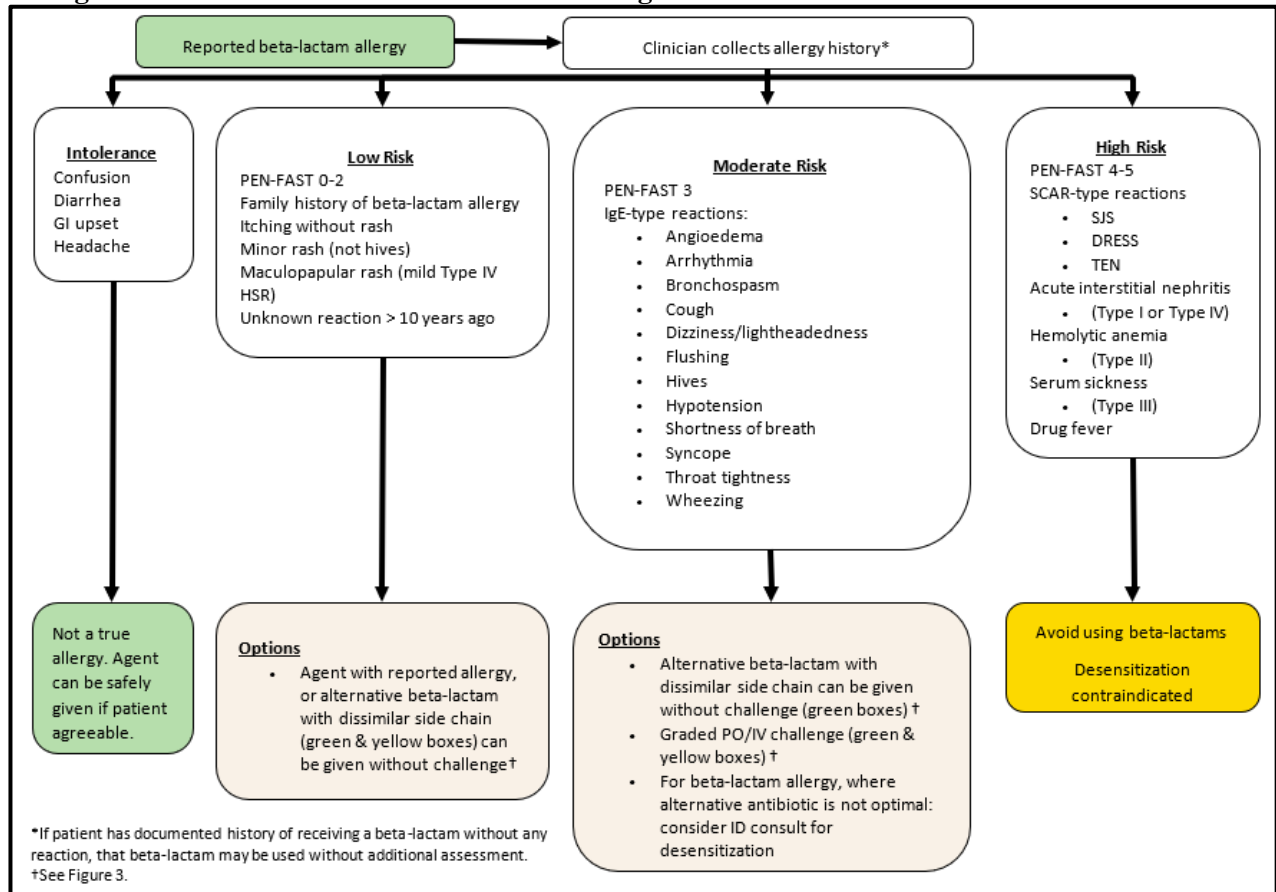 Reported beta-lactam allergy
Clinician collects allergy history*
Intolerance
Confusion
Diarrhea
GI upset
Headache
Low Risk
PEN-FAST 0-2
Family history of beta-lactam allergy
Itching without rash
Minor rash (not hives)
Maculopapular rash (mild Type IV
HSR)
Unknown reaction > 10 years ago
Moderate Risk
PEN-FAST 3
IgE-type reactions:
• Angioedema
• Arrhythmia
• Bronchospasm
• Cough
• Dizziness/lightheadedness
• Flushing
• Hives
• Hypotension
• Shortness of breath
• Syncope
• Throat tightness
• Wheezing
High Risk
PEN-FAST 4-5
SCAR-type reactions
• SJS
• DRESS
• TEN
Acute interstitial nephritis
• (Type I or Type IV)
Hemolytic anemia
• (Type II)
Serum sickness
• (Type III)
Drug fever
Not a true
allergy. Agent
can be safely
given if patient
agreeable.
Options
• Agent with reported allergy,
or alternative beta-lactam
with dissimilar side chain
(green & yellow boxes) can
be given without challenge†
Options
• Alternative beta-lactam with
dissimilar side chain can be given
without challenge (green boxes) †
• Graded PO/IV challenge (green &
yellow boxes) †
• For beta-lactam allergy, where
alternative antibiotic is not optimal:
consider ID consult for
desensitization
Avoid using beta-lactams
Desensitization
contraindicated
*If patient has documented history of receiving a beta-lactam without any
reaction, that beta-lactam may be used without additional assessment.
†See Figure 3.